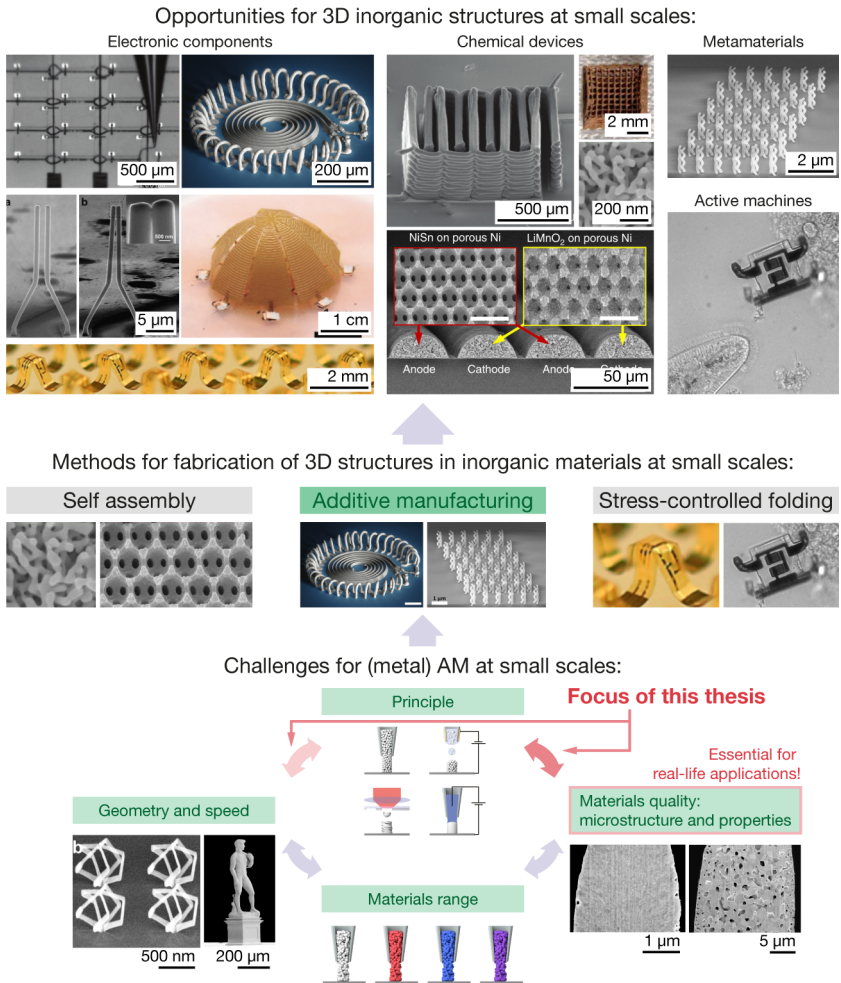 Opportunities for 3D inorganic structures at small scales:
Electronic components
Chemical devices
Metamaterials
500 µm
200 µm
500 µm
2 mm
200 nm
2 µm
Active machines
a
b
500 nm
5 µm
1 cm
2 mm
NiSn on porous Ni
LiMnO2 on porous Ni
Anode
Cathode
Anode
Cathode
50 µm
Methods for fabrication of 3D structures in inorganic materials at small scales:
Self assembly
Additive manufacturing
Stress-controlled folding
1 µm
Challenges for (metal) AM at small scales:
Principle
Focus of this thesis
Essential for
real-life applications!
Geometry and speed
Materials quality:
microstructure and properties
b
500 nm
200 µm
Materials range
1 µm
5 µm